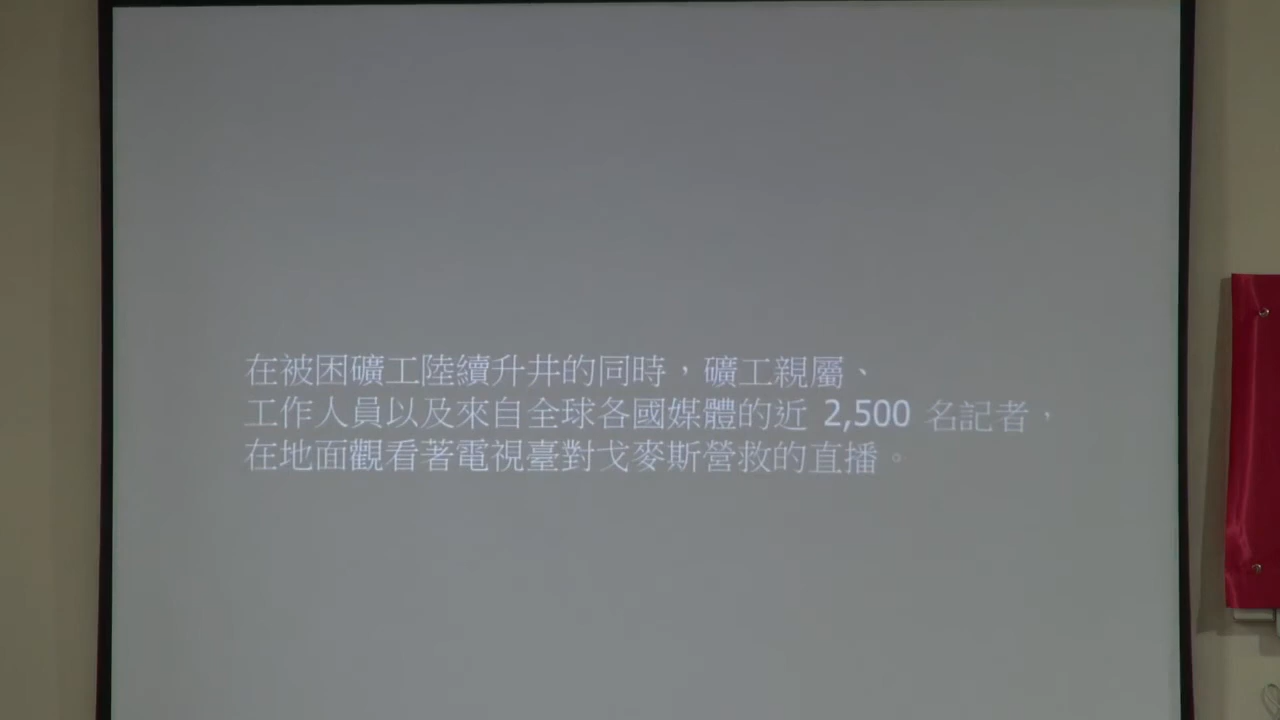 在被困礦工陸續升井的同時，礦工親屬、
工作人員以及來自全球各國媒體的近 2,500 名記者，
在地面觀看著電視臺對戈麥斯營救的直播。